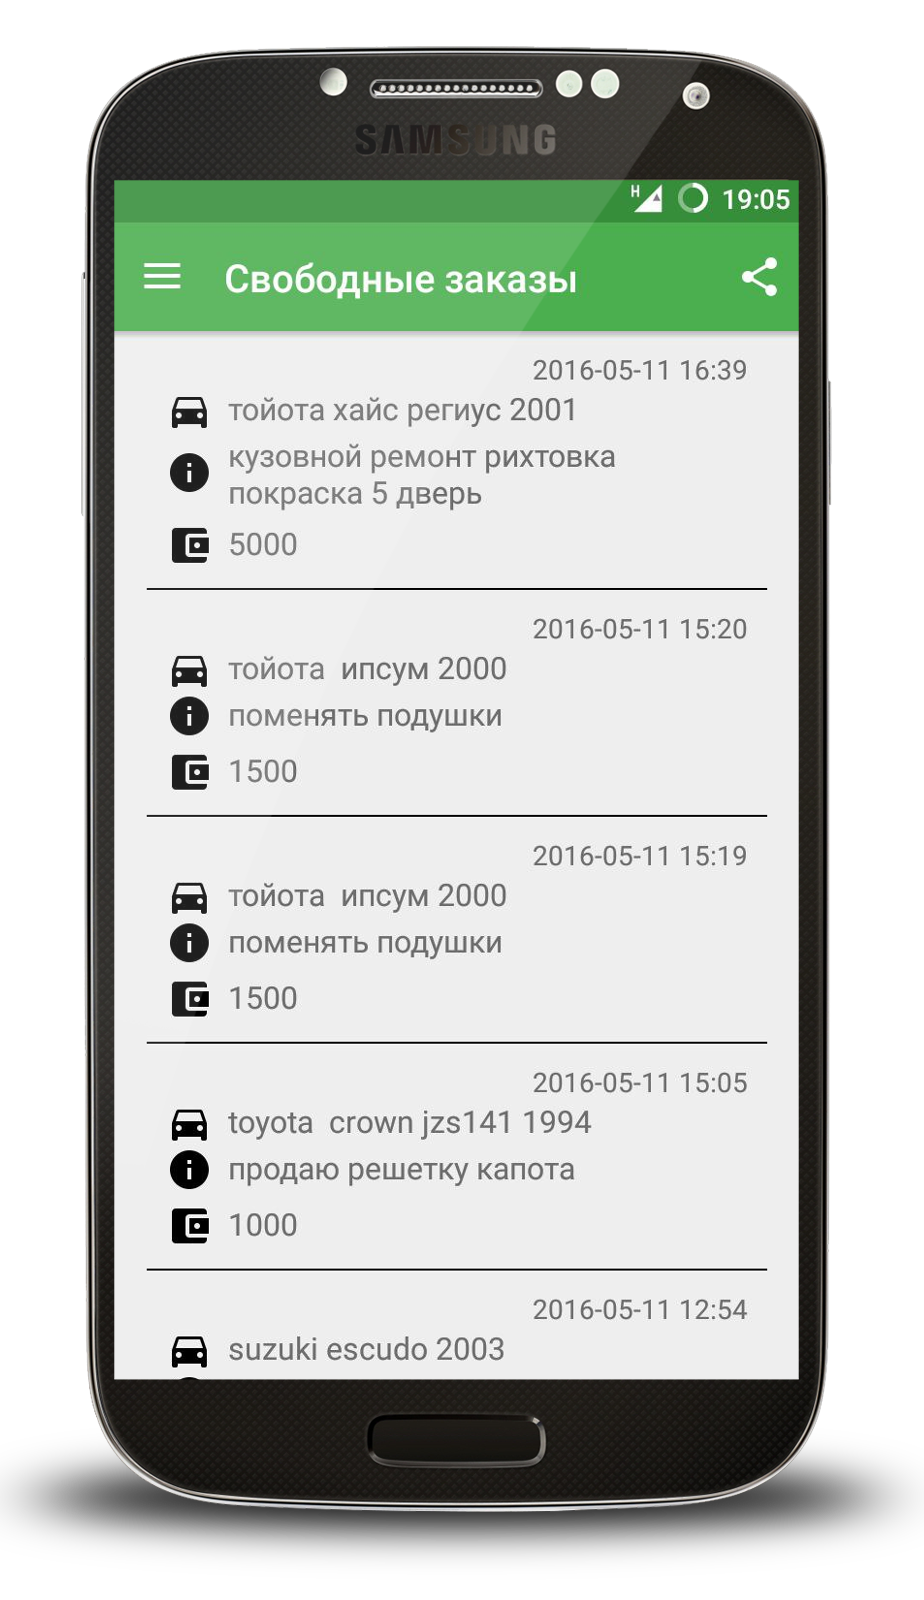 SAMSUNG
H 19:05
Свободные заказы
2016-05-11 16:39
тойота хайс региус 2001
кузовной ремонт рихтовка
покраска 5 дверь
5000
2016-05-11 15:20
тойота  ипсум 2000
поменять подушки
1500
2016-05-11 15:19
тойота  ипсум 2000
поменять подушки
1500
2016-05-11 15:05
toyota  crown jzs141 1994
продаю решетку капота
1000
2016-05-11 12:54
suzuki escudo 2003